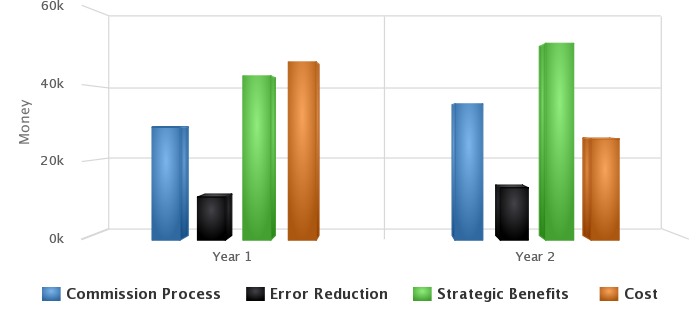 60k
40k
20k
0k
Money
Year 1
Year 2
Commission Process
Error Reduction
Strategic Benefits
Cost